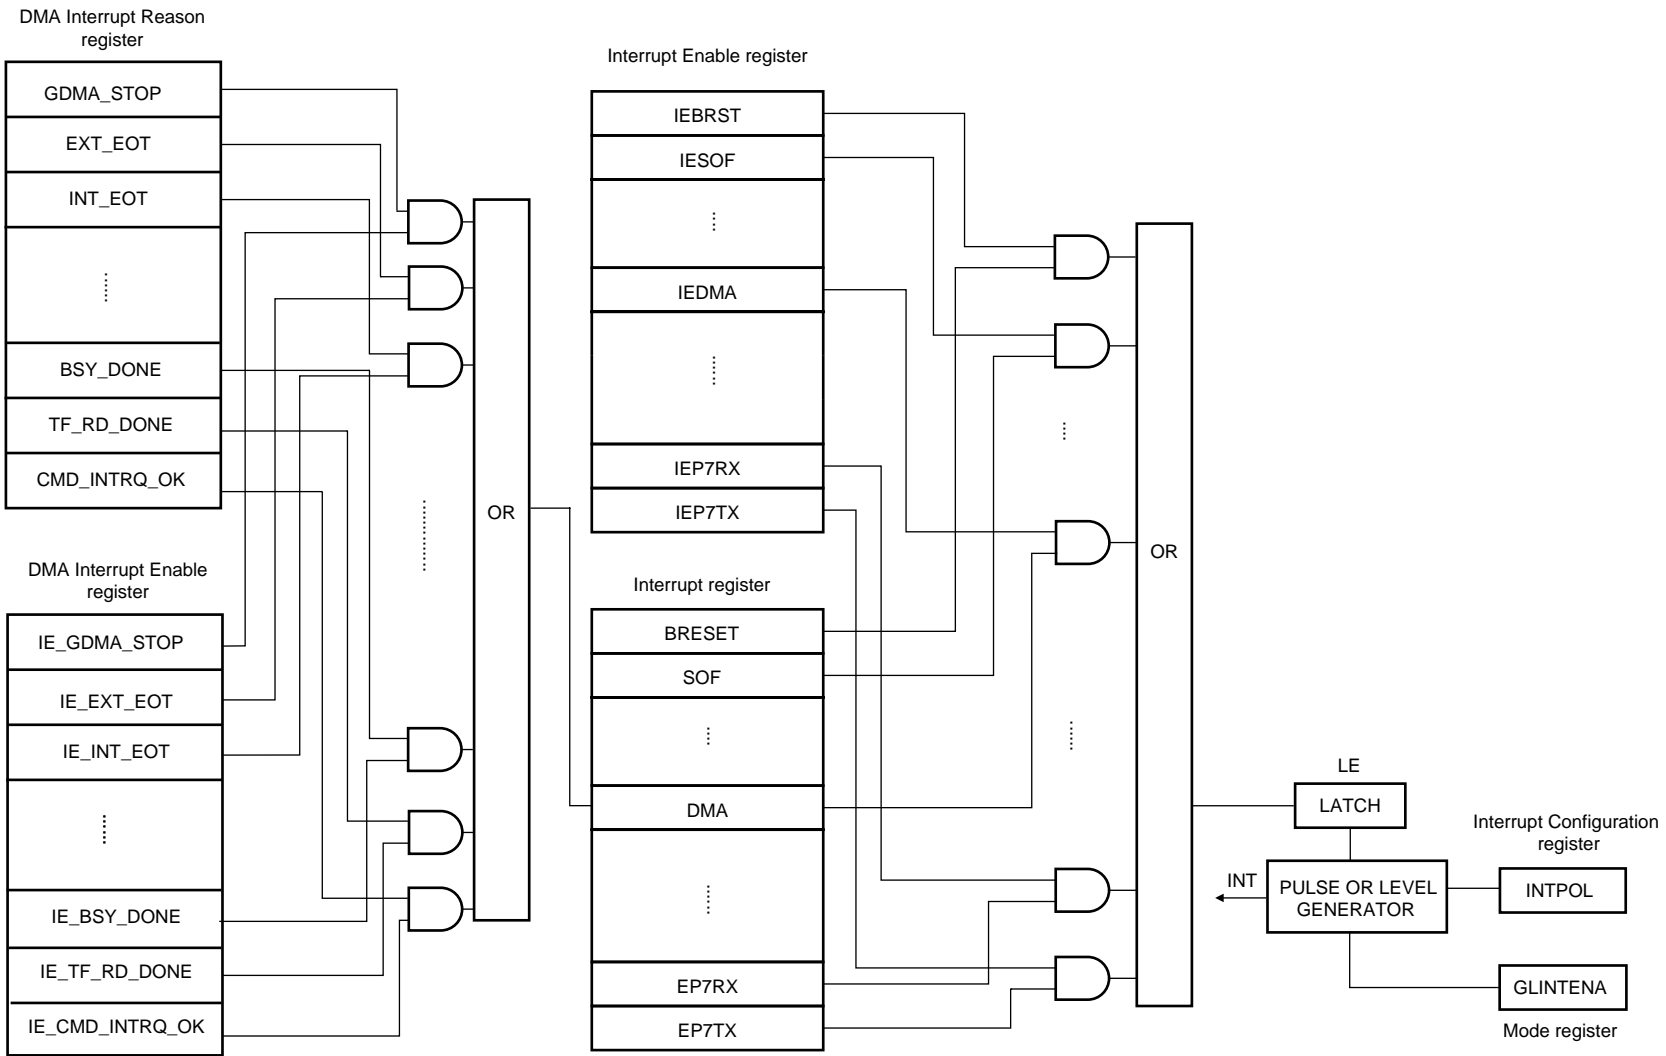 DMA Interrupt Reason
register
GDMA_STOP
EXT_EOT
INT_EOT
BSY_DONE
TF_RD_DONE
CMD_INTRQ_OK
DMA Interrupt Enable
register
IE_GDMA_STOP
IE_EXT_EOT
IE_INT_EOT
IE_BSY_DONE
IE_TF_RD_DONE
IE_CMD_INTRQ_OK
OR
Interrupt Enable register
IEBRST
IESOF
IEDMA
IEP7RX
IEP7TX
Interrupt register
BRESET
SOF
DMA
EP7RX
EP7TX
OR
LE
LATCH
INT
PULSE OR LEVEL
GENERATOR
Interrupt Configuration
register
INTPOL
GLINTENA
Mode register